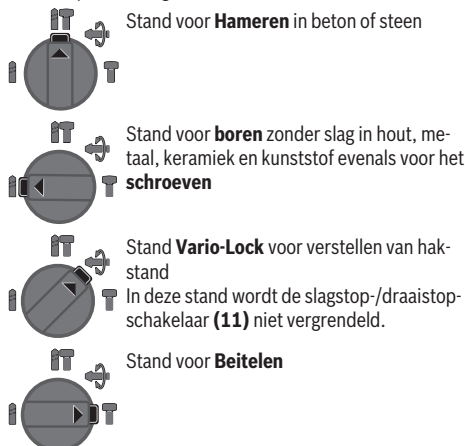 Stand voor Hameren in beton of steen
Stand voor boren zonder slag in hout, me-
taal, keramiek en kunststof evenals voor het
schroeven
Stand Vario-Lock voor verstellen van hak-
stand
In deze stand wordt de slagstop-/draaistop-
schakelaar (11) niet vergrendeld.
Stand voor Beitelen